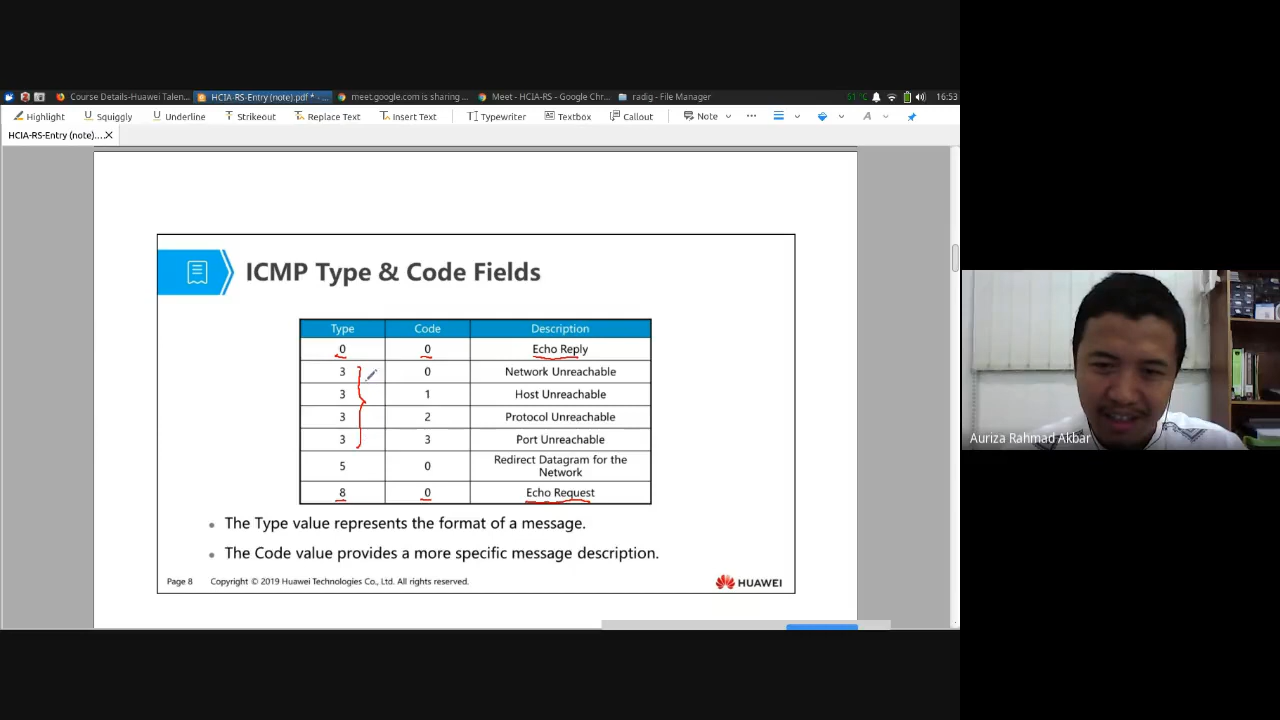 Course Details-Huawei Talen...
HCIA-RS-Entry (note).pdf * -...
meet.google.com is sharing ...
Meet - HCIA-RS - Google Chr...
radig - File Manager
51°C
16:53
Highlight
Squiggly
Underline
Strikeout
Replace Text
Insert Text
Typewriter
Textbox
Callout
Note
HCIA-RS-Entry (note)....
ICMP Type & Code Fields
Type Code Description
0 0 Echo Reply
3 0 Network Unreachable
3 1 Host Unreachable
3 2 Protocol Unreachable
3 3 Port Unreachable
5 0 Redirect Datagram for the
Network
8 0 Echo Request
• The Type value represents the format of a message.
• The Code value provides a more specific message description.
Page 8 Copyright © 2019 Huawei Technologies Co., Ltd. All rights reserved.
HUAWEI
Auriza Rahmad Akbar